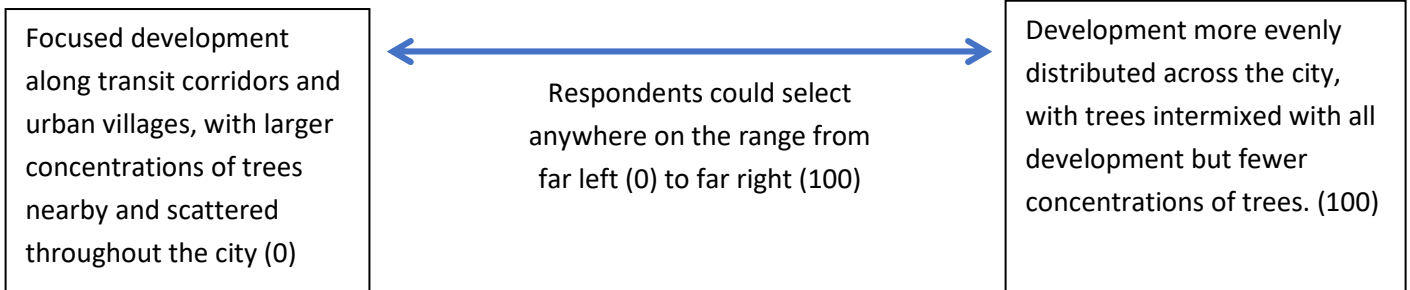 Focused development
along transit corridors and
urban villages, with larger
concentrations of trees
nearby and scattered
throughout the city (0)
Respondents could select
anywhere on the range from
far left (0) to far right (100)
Development more evenly
distributed across the city,
with trees intermixed with all
development but fewer
concentrations of trees. (100)